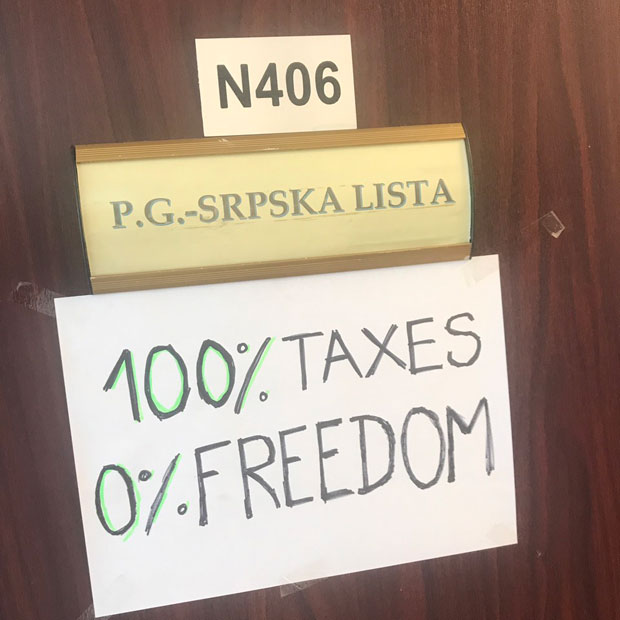 N406
P.G.-SRPSKA LISTA
100% TAXES
0% FREEDOM